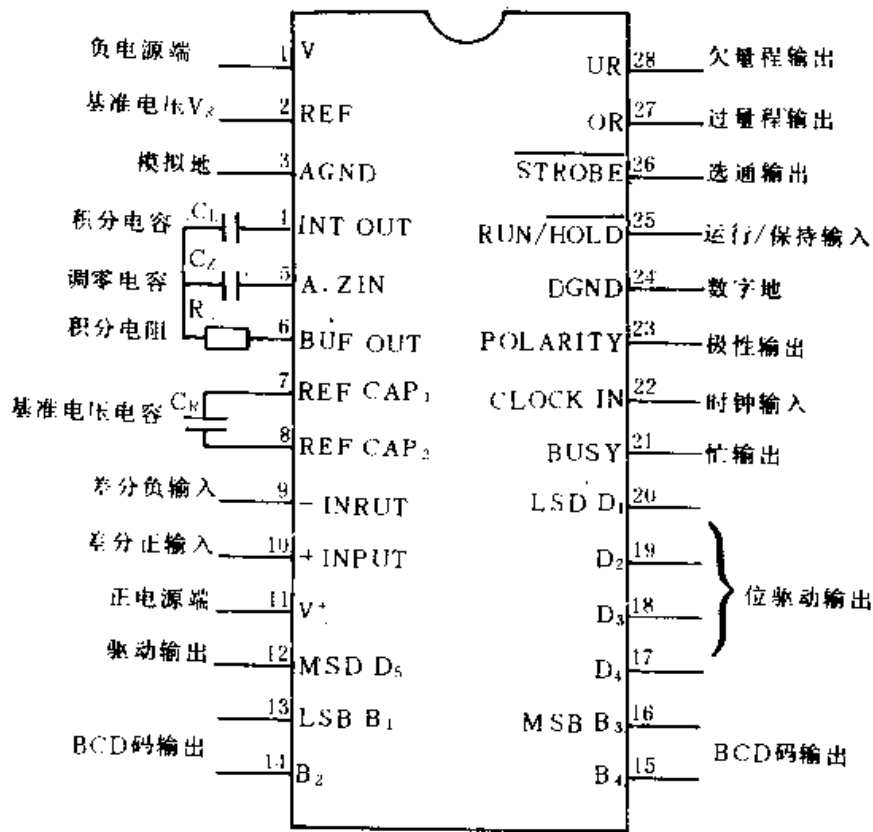 负电源端 1 V
基准电压VR 2 REF
模拟地 3 AGND
积分电容 C1 4 INT OUT
调零电容 CZ 5 A.ZIN
积分电阻 R 6 BUF OUT
7 REF CAP1
基准电压电容 CR
8 REF CAP2
差分负输入 9 -INRUT
差分正输入 10 +INPUT
正电源端 11 V+
驱动输出 12 MSD D5
13 LSB B1
BCD码输出
14 B2
UR 28 欠量程输出
OR 27 过量程输出
STROBE 26 选通输出
RUN/HOLD 25 运行/保持输入
DGND 24 数字地
POLARITY 23 极性输出
CLOCK IN 22 时钟输入
BUSY 21 忙输出
LSD D1 20
D2 19
位驱动输出
D3 18
D4 17
MSB B3 16
BCD码输出
B4 15